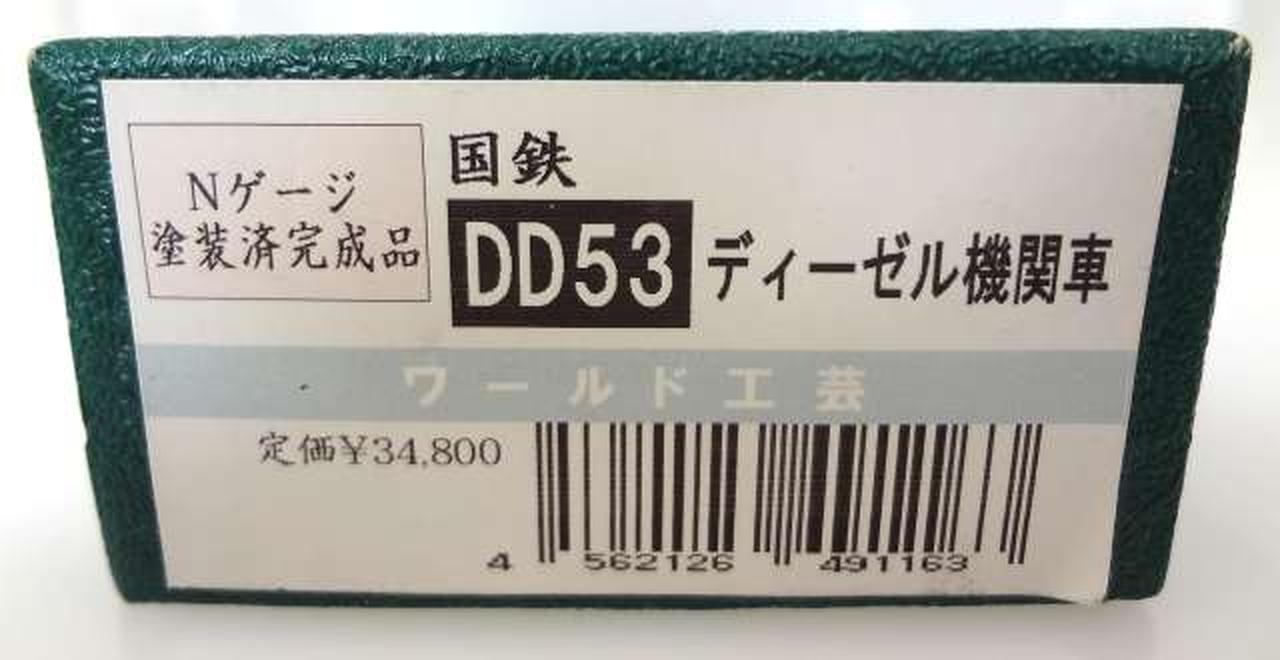 Nゲージ
塗装済完成品
国鉄
DD53 ディーゼル機関車
ワールド工芸
定価¥34,800
4 562126 491163